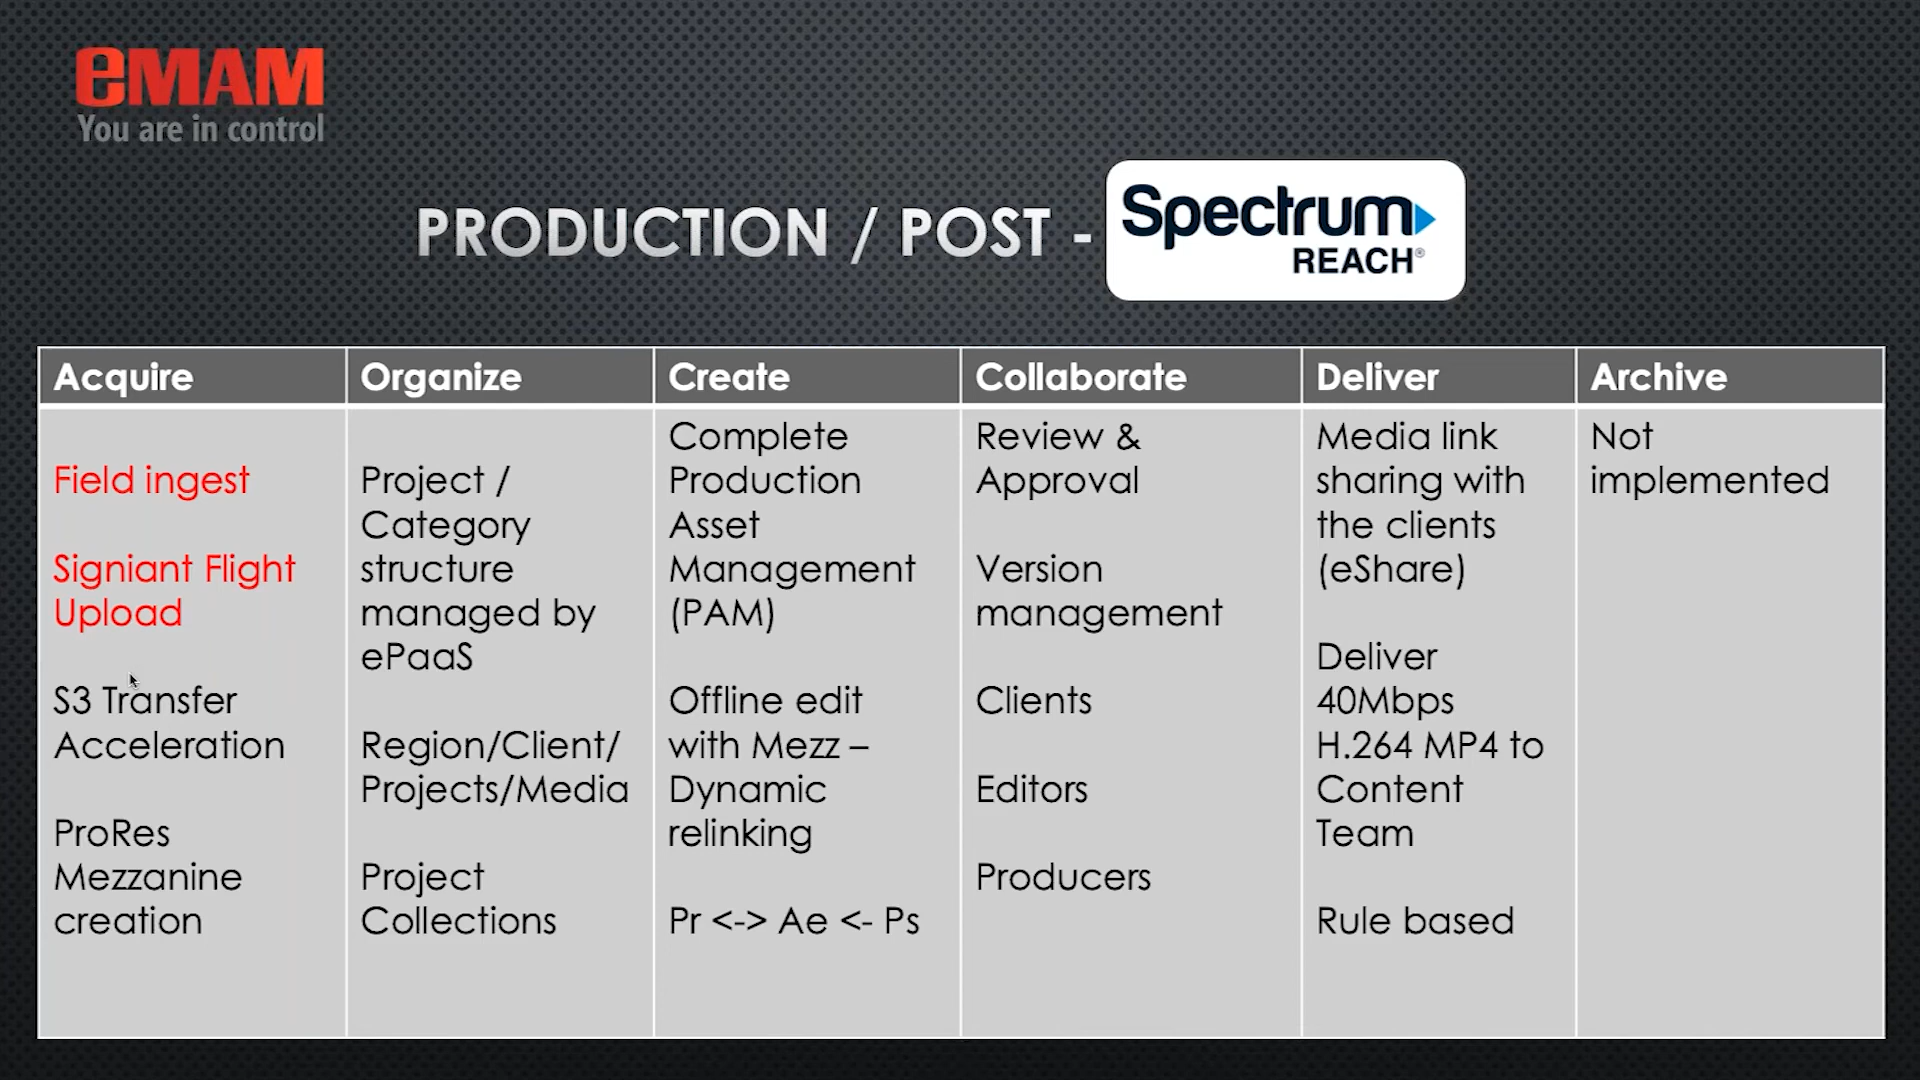 eMAM
You are in control
PRODUCTION / POST -
Spectrum
REACH®
Acquire
Field ingest
Signiant Flight
Upload
S3 Transfer
Acceleration
ProRes
Mezzanine
creation
Organize
Project /
Category
structure
managed by
ePaaS
Region/Client/
Projects/Media
Project
Collections
Create
Complete
Production
Asset
Management
(PAM)
Offline edit
with Mezz –
Dynamic
relinking
Pr <-> Ae <- Ps
Collaborate
Review &
Approval
Version
management
Clients
Editors
Producers
Deliver
Media link
sharing with
the clients
(eShare)
Deliver
40Mbps
H.264 MP4 to
Content
Team
Rule based
Archive
Not
implemented